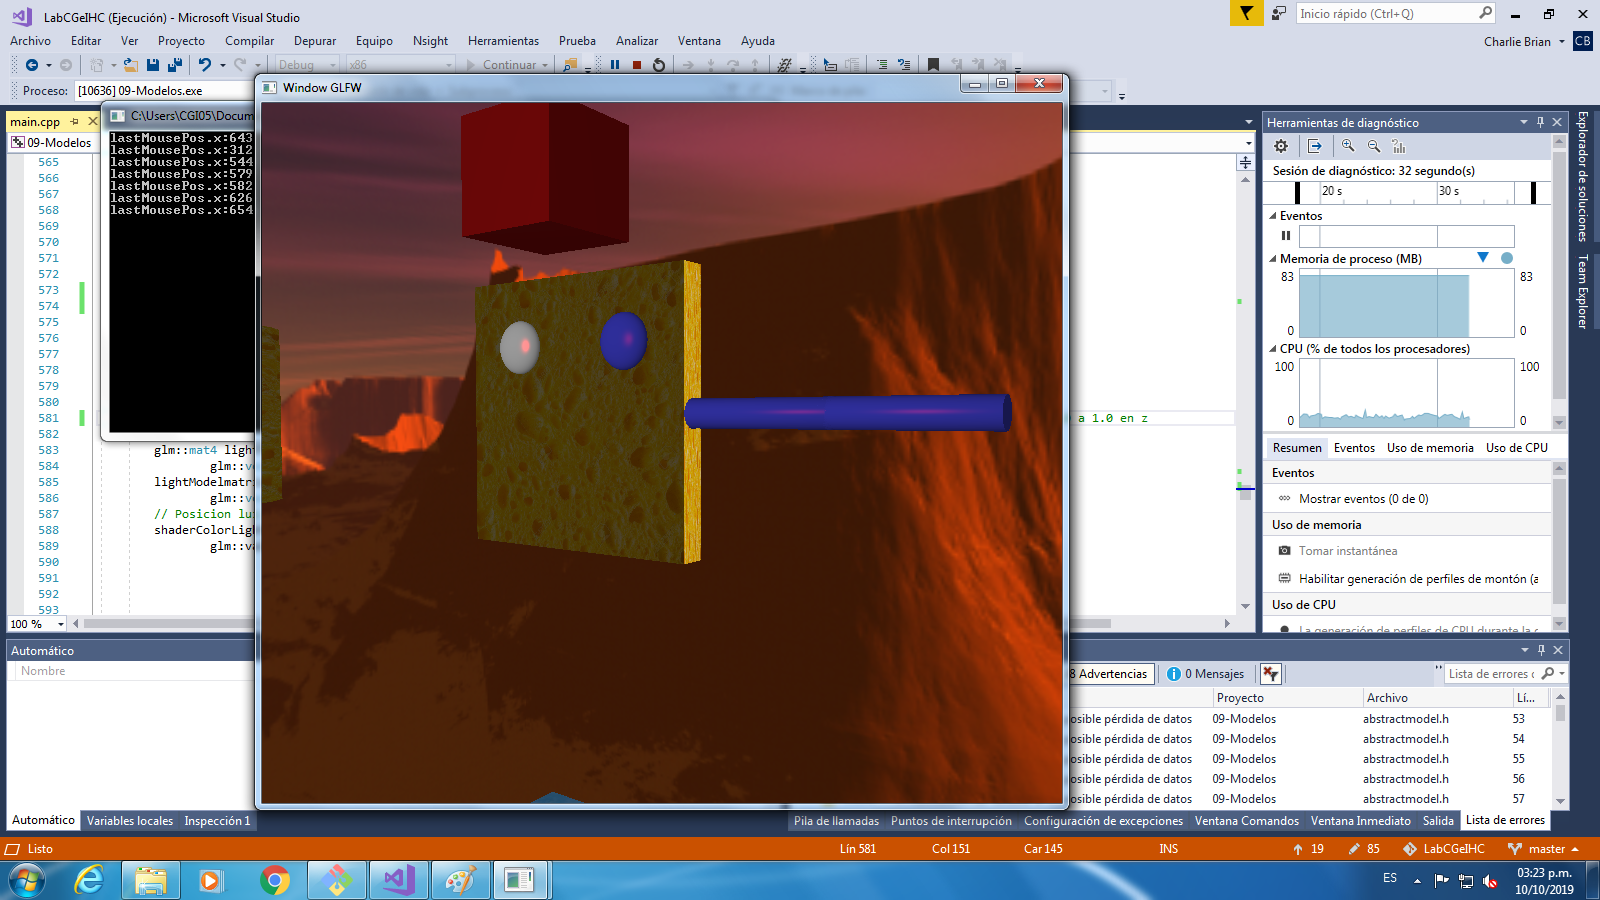 LabCGeIHC (Ejecución) - Microsoft Visual Studio
Inicio rápido (Ctrl+Q)
Archivo Editar Ver Proyecto Compilar Depurar Equipo Nsight Herramientas Prueba Analizar Ventana Ayuda
Charlie Brian CB
Debug x86 Continuar
Proceso: [10636] 09-Modelos.exe
Window GLFW
main.cpp
C:\Users\CGI05\Docum
09-Modelos
lastMousePos.x:643
lastMousePos.x:312
lastMousePos.x:544
lastMousePos.x:579
lastMousePos.x:582
lastMousePos.x:626
lastMousePos.x:654
565
566
567
568
569
570
571
572
573
574
575
576
577
578
579
580
581 a 1.0 en z
582
583 glm::mat4 light
584 glm::ve
585 lightModelmatri
586 glm::ve
587 // Posicion lu
588 shaderColorLigh
589 glm::va
590
591
592
593
100 %
Herramientas de diagnóstico
Sesión de diagnóstico: 32 segundo(s)
20 s 30 s
Eventos
Memoria de proceso (MB)
83 83
0 0
CPU (% de todos los procesadores)
100 100
0 0
Resumen Eventos Uso de memoria Uso de CPU
Eventos
Mostrar eventos (0 de 0)
Uso de memoria
Tomar instantánea
Habilitar generación de perfiles de montón (a
Uso de CPU
La generación de perfiles de CPU durante la
Explorador de soluciones
Team Explorer
Automático
Nombre
Automático Variables locales Inspección 1
8 Advertencias 0 Mensajes Lista de errores
Proyecto Archivo Lí...
osible pérdida de datos 09-Modelos abstractmodel.h 53
osible pérdida de datos 09-Modelos abstractmodel.h 54
osible pérdida de datos 09-Modelos abstractmodel.h 55
osible pérdida de datos 09-Modelos abstractmodel.h 56
osible pérdida de datos 09-Modelos abstractmodel.h 57
Pila de llamadas Puntos de interrupción Configuración de excepciones Ventana Comandos Ventana Inmediato Salida Lista de errores
Listo Lín 581 Col 151 Car 145 INS 19 85 LabCGeIHC master
ES 03:23 p.m.
10/10/2019